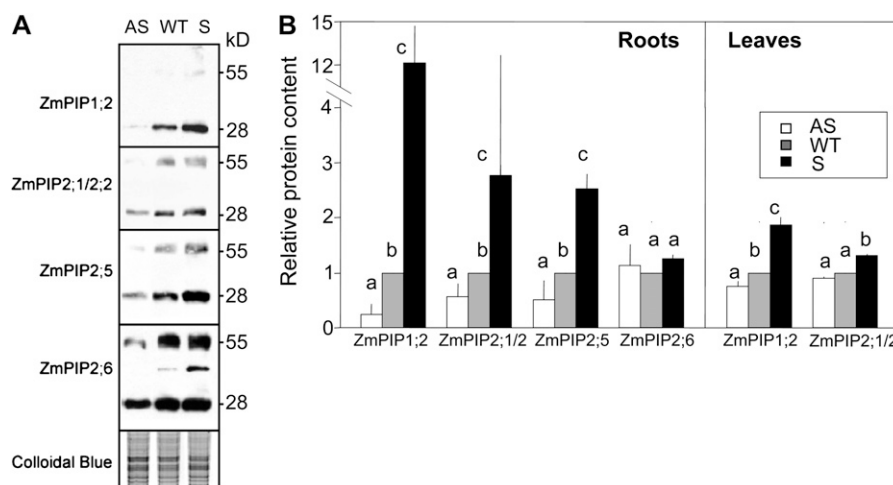 A
AS WT S
kD
ZmPIP1;2
55
28
ZmPIP2;1/2;2
55
28
ZmPIP2;5
55
28
ZmPIP2;6
55
28
Colloidal Blue
B
Relative protein content
15
12
4
3
2
1
0
Roots
Leaves
AS
WT
S
a b c
a b c
a b c
a a a
a b c
a a b
ZmPIP1;2 ZmPIP2;1/2 ZmPIP2;5 ZmPIP2;6 ZmPIP1;2 ZmPIP2;1/2